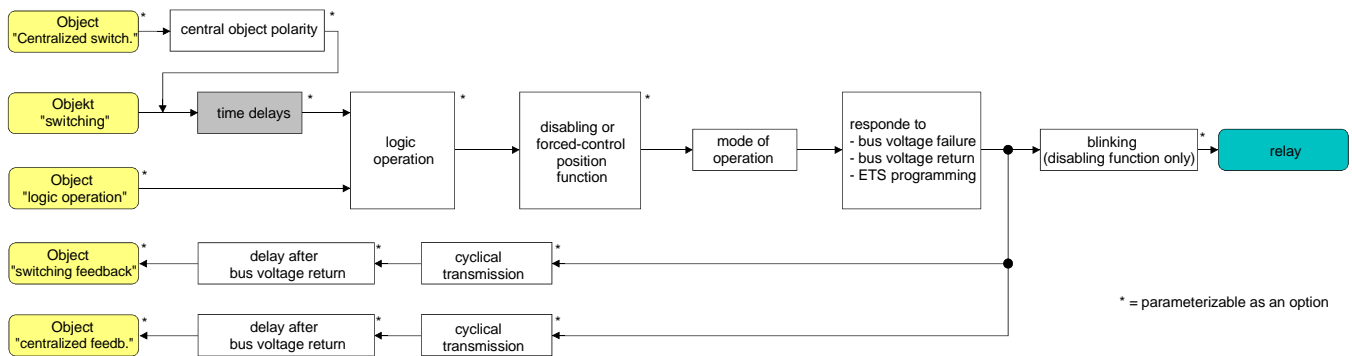 Object
"Centralized switch."
*
central object polarity
*
Objekt
"switching"
time delays
*
logic
operation
*
disabling or
forced-control
position
function
*
mode of
operation
responde to
- bus voltage failure
- bus voltage return
- ETS programming
blinking
(disabling function only)
*
relay
Object
"logic operation"
*
Object
"switching feedback"
*
delay after
bus voltage return
*
cyclical
transmission
*
* = parameterizable as an option
Object
"centralized feedb."
*
delay after
bus voltage return
*
cyclical
transmission
*